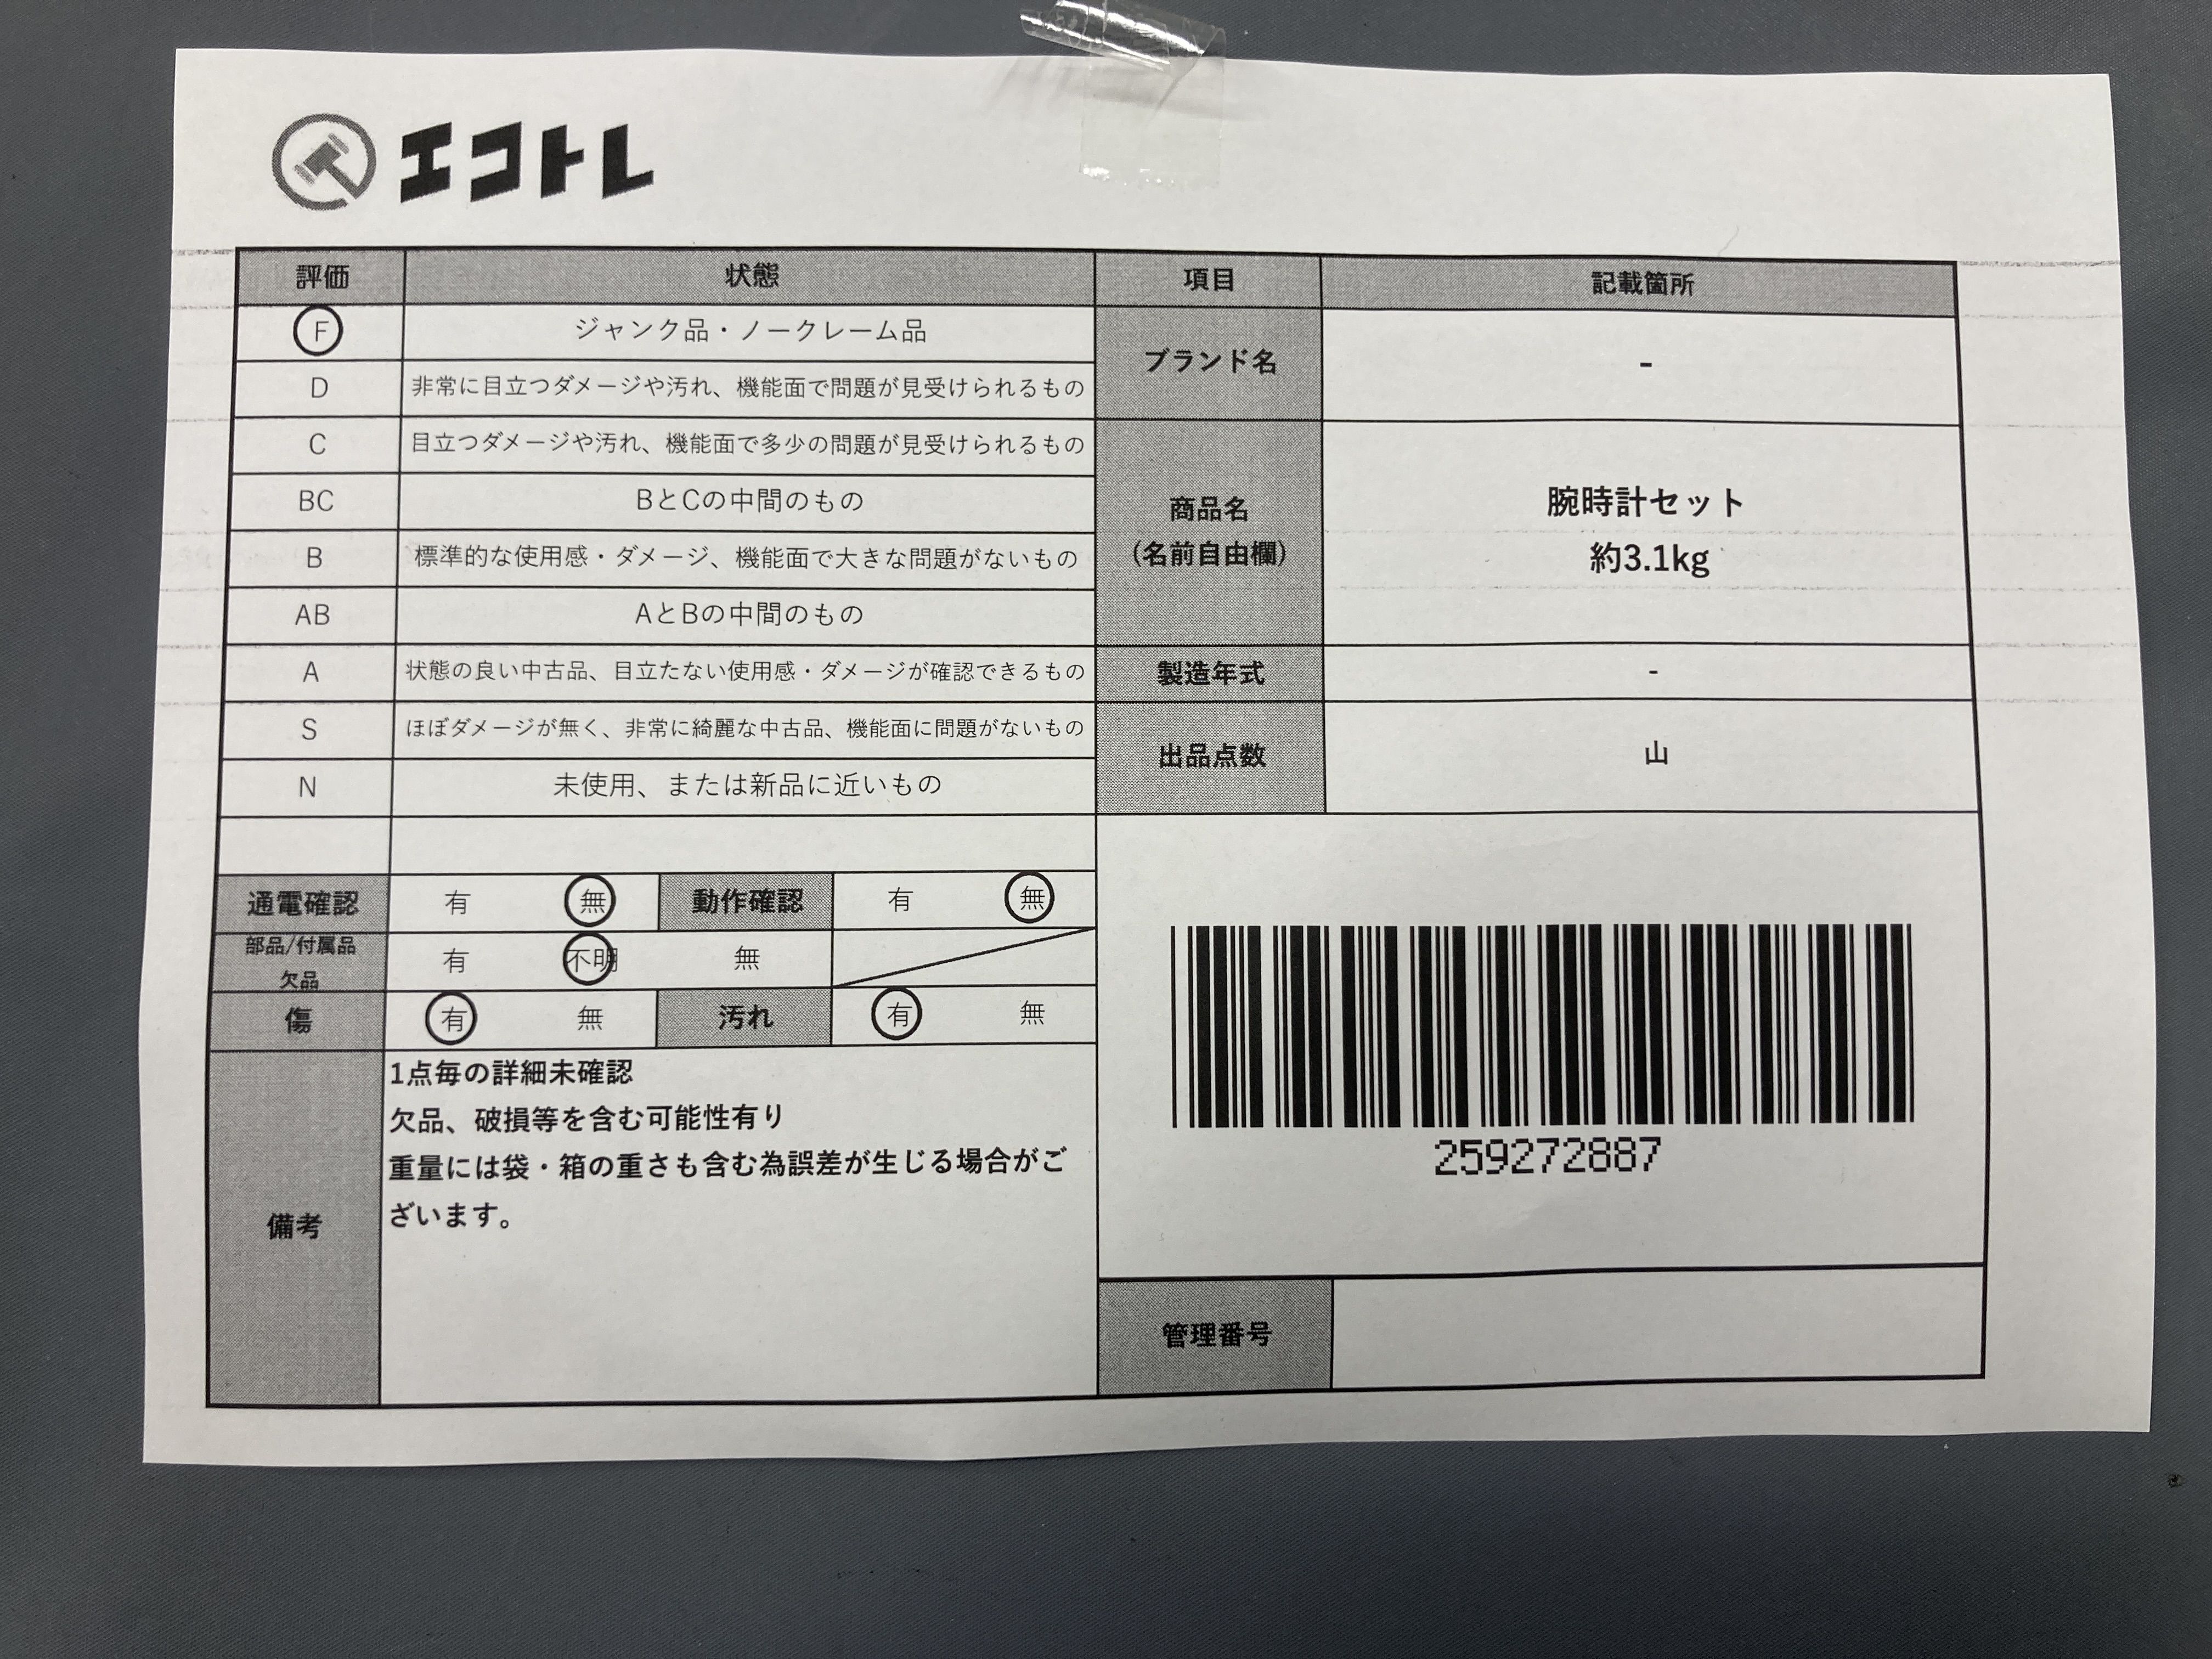 エコトレ
評価 状態 項目 記載箇所
F ジャンク品・ノークレーム品
D 非常に目立つダメージや汚れ、機能面で問題が見受けられるもの
ブランド名 -
C 目立つダメージや汚れ、機能面で多少の問題が見受けられるもの
BC BとCの中間のもの
B 標準的な使用感・ダメージ、機能面で大きな問題がないもの
AB AとBの中間のもの
商品名
(名前自由欄)
腕時計セット
約3.1kg
A 状態の良い中古品、目立たない使用感・ダメージが確認できるもの
製造年式 -
S ほぼダメージが無く、非常に綺麗な中古品、機能面に問題がないもの
N 未使用、または新品に近いもの
出品点数 山
通電確認 有 無 動作確認 有 無
部品/付属品
欠品
有 不明 無
傷 有 無 汚れ 有 無
備考
1点毎の詳細未確認
欠品、破損等を含む可能性有り
重量には袋・箱の重さも含む為誤差が生じる場合がご
ざいます。
259272887
管理番号